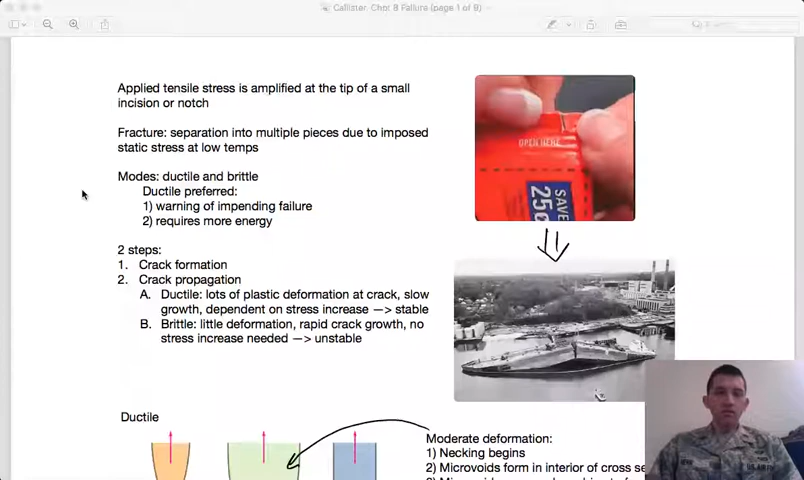 Callister: Chpt 8 Failure (page 1 of 9)
Applied tensile stress is amplified at the tip of a small
incision or notch
Fracture: separation into multiple pieces due to imposed
static stress at low temps
Modes: ductile and brittle
Ductile preferred:
1) warning of impending failure
2) requires more energy
2 steps:
1. Crack formation
2. Crack propagation
A. Ductile: lots of plastic deformation at crack, slow
growth, dependent on stress increase —> stable
B. Brittle: little deformation, rapid crack growth, no
stress increase needed —> unstable
OPEN HERE
SAVE
25¢
Ductile
Moderate deformation:
1) Necking begins
2) Microvoids form in interior of cross se
U.S. AIR F